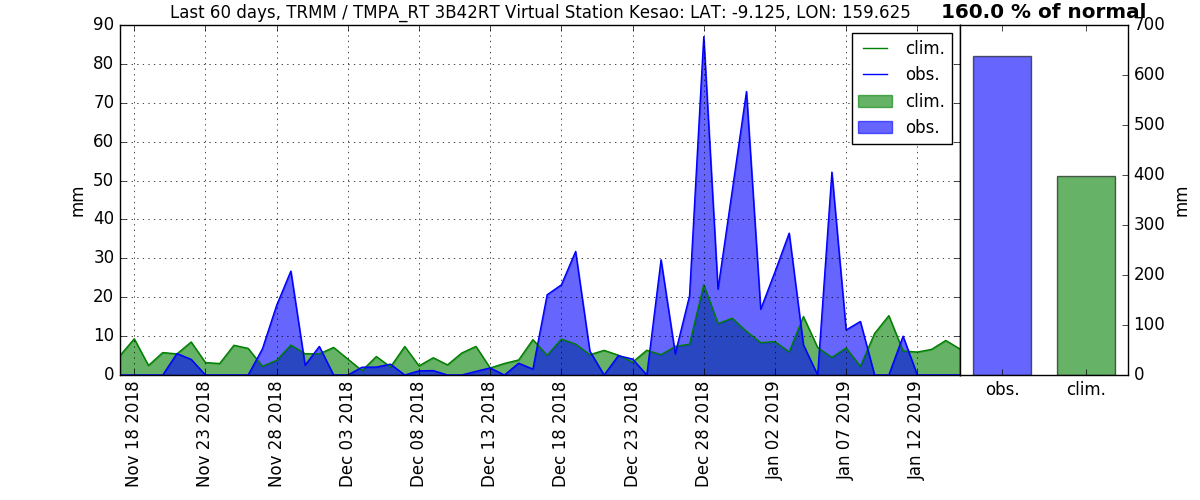 Last 60 days, TRMM / TMPA_RT 3B42RT Virtual Station Kesao: LAT: -9.125, LON: 159.625
160.0 % of normal
90
80
70
60
50
40
30
20
10
0
mm
clim.
obs.
clim.
obs.
Nov 18 2018
Nov 23 2018
Nov 28 2018
Dec 03 2018
Dec 08 2018
Dec 13 2018
Dec 18 2018
Dec 23 2018
Dec 28 2018
Jan 02 2019
Jan 07 2019
Jan 12 2019
700
600
500
400
300
200
100
0
mm
obs.
clim.